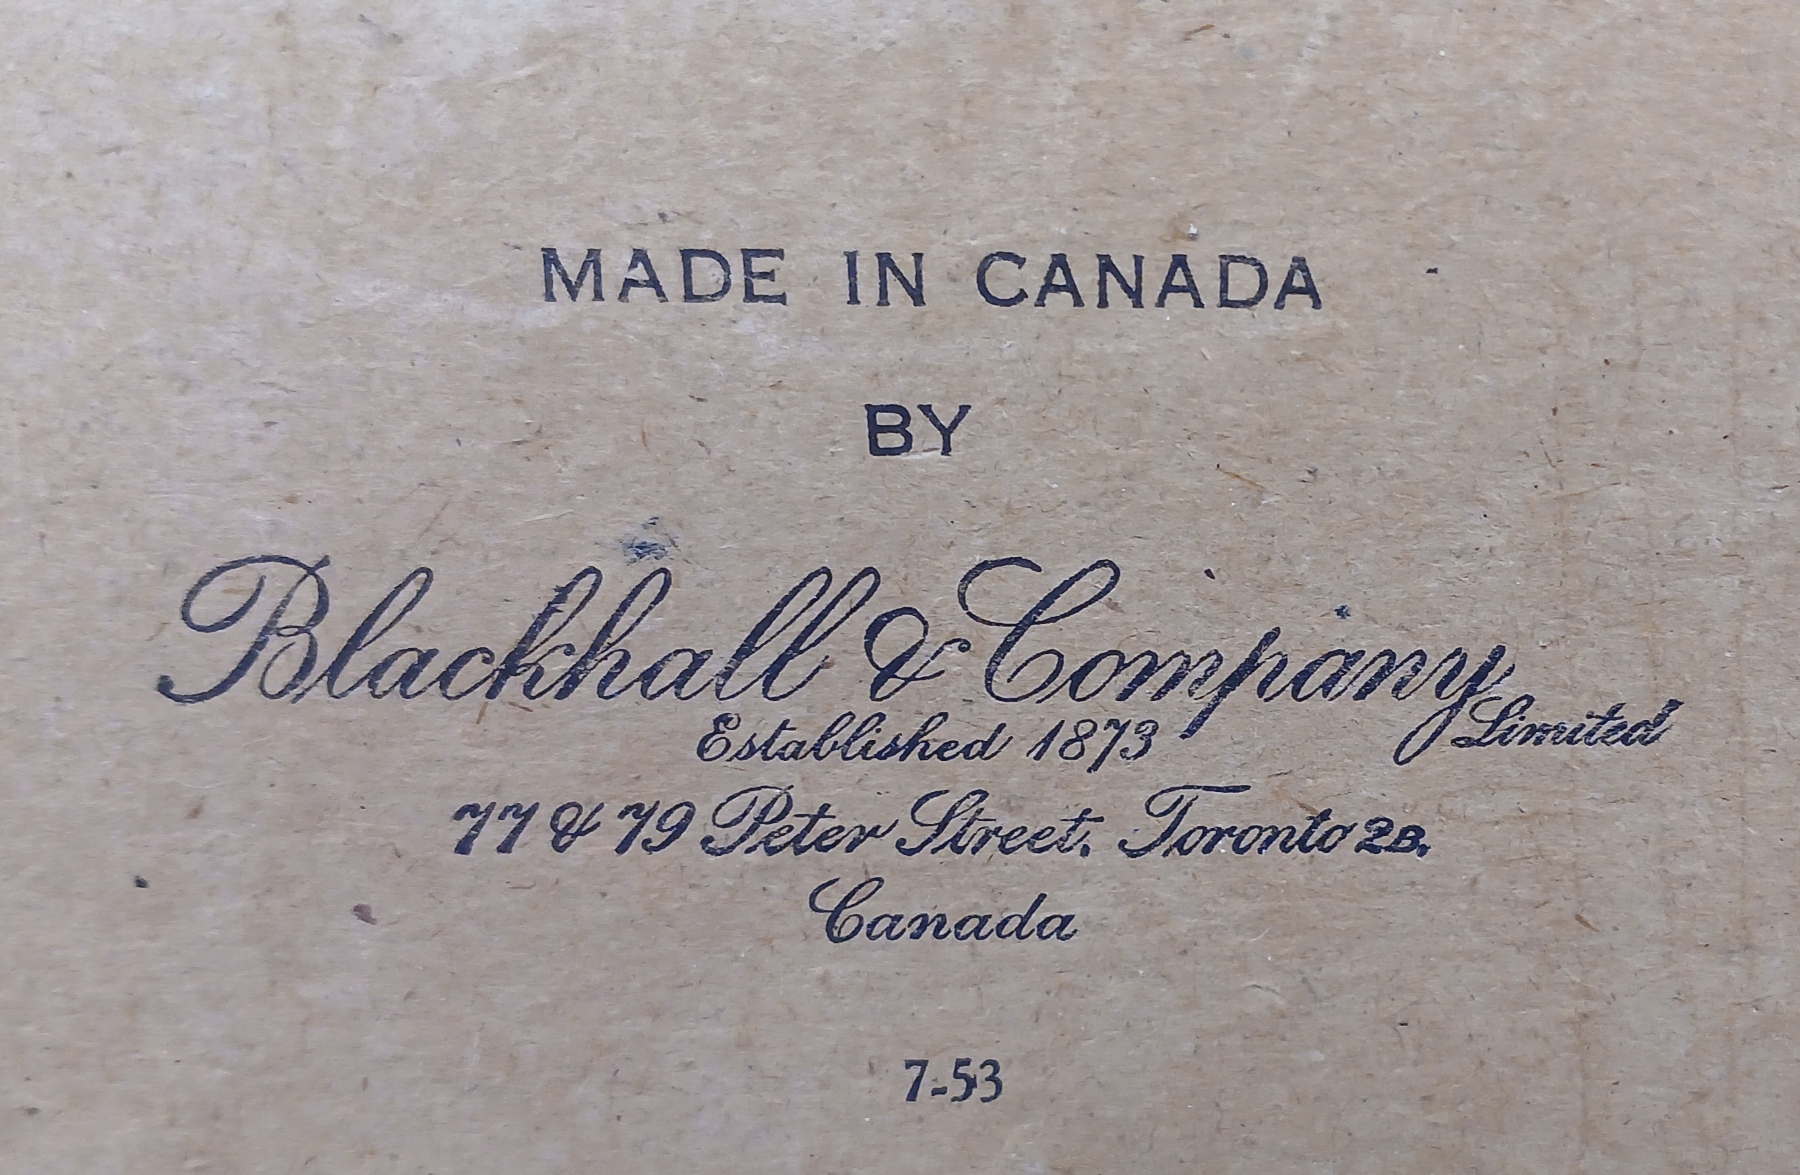 MADE IN CANADA
BY
Blackhall & Company Limited
Established 1873
77 & 79 Peter Street, Toronto 2B.
Canada
7-53